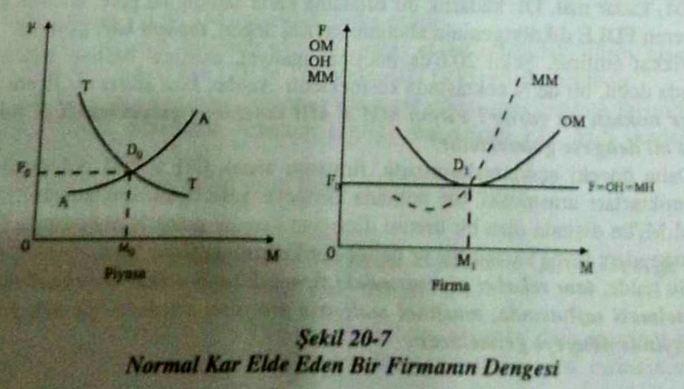 F
T
A
D₀
F₀
A
T
0
M₀
M
Piyasa
F
OM
OH
MM
MM
OM
D₁
F₀
F=OH=MH
0
M₁
M
Firma
Şekil 20-7
Normal Kar Elde Eden Bir Firmanın Dengesi